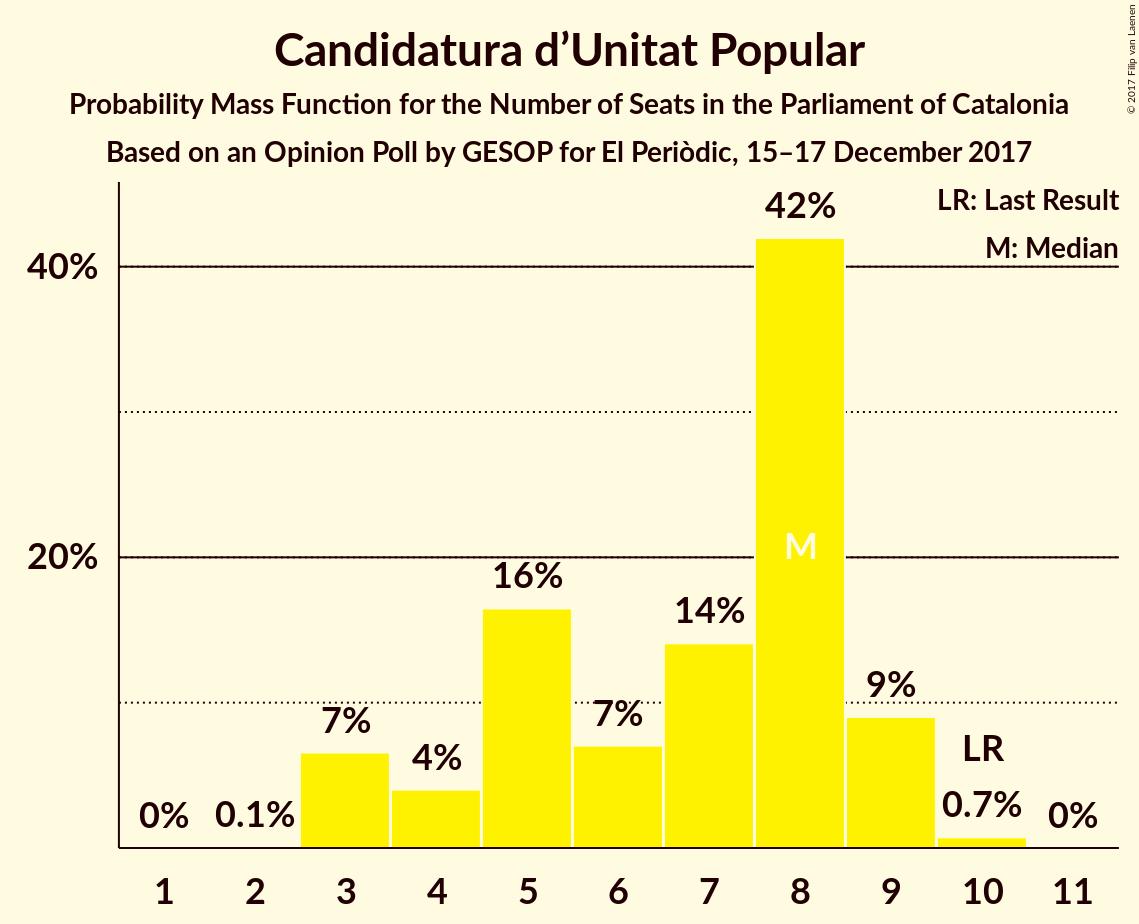 Candidatura d’Unitat Popular
Probability Mass Function for the Number of Seats in the Parliament of Catalonia
Based on an Opinion Poll by GESOP for El Periòdic, 15–17 December 2017
© 2017 Filip van Laenen
LR: Last Result
M: Median
40%
20%
0%
0.1%
7%
4%
16%
7%
14%
42%
M
9%
LR
0.7%
0%
1 2 3 4 5 6 7 8 9 10 11